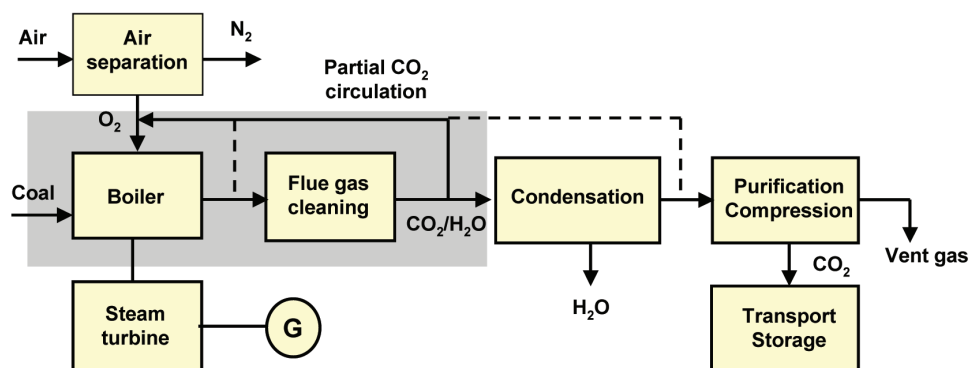 Air
Air
separation
N₂
Partial CO₂
circulation
O₂
Coal
Boiler
Flue gas
cleaning
CO₂/H₂O
Condensation
Purification
Compression
Vent gas
H₂O
CO₂
Steam
turbine
G
Transport
Storage